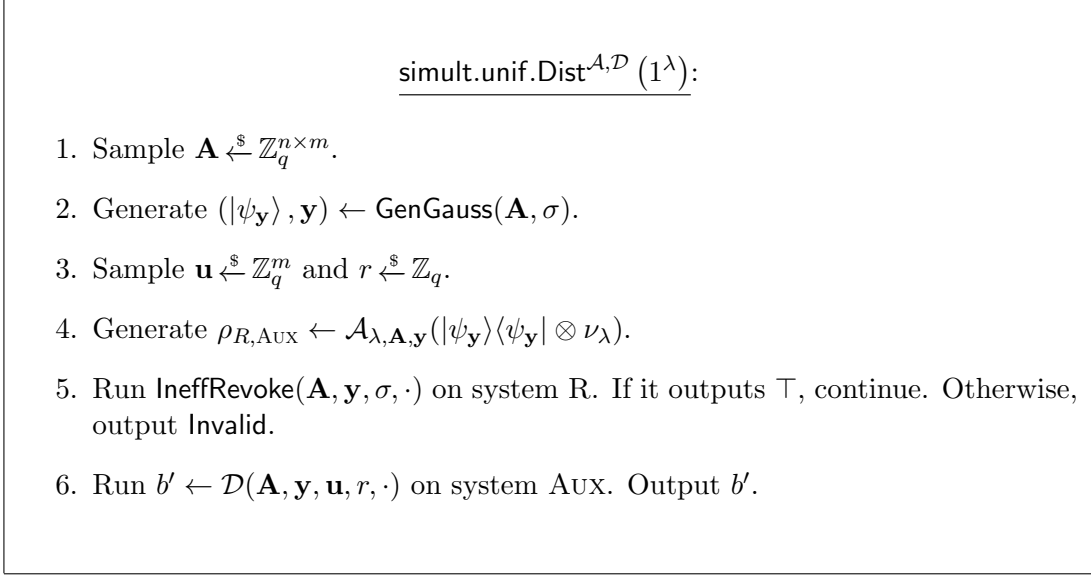 simult.unif.Dist^{𝒜,𝒟} (1^λ):
1. Sample 𝐀 ←$ ℤ_q^{n×m}.
2. Generate (|ψ_𝐲⟩ , 𝐲) ← GenGauss(𝐀, σ).
3. Sample 𝐮 ←$ ℤ_q^m and r ←$ ℤ_q.
4. Generate ρ_{R,AUX} ← 𝒜_{λ,𝐀,𝐲}(|ψ_𝐲⟩⟨ψ_𝐲| ⊗ ν_λ).
5. Run IneffRevoke(𝐀, 𝐲, σ, ·) on system R. If it outputs ⊤, continue. Otherwise,
output Invalid.
6. Run b′ ← 𝒟(𝐀, 𝐲, 𝐮, r, ·) on system AUX. Output b′.